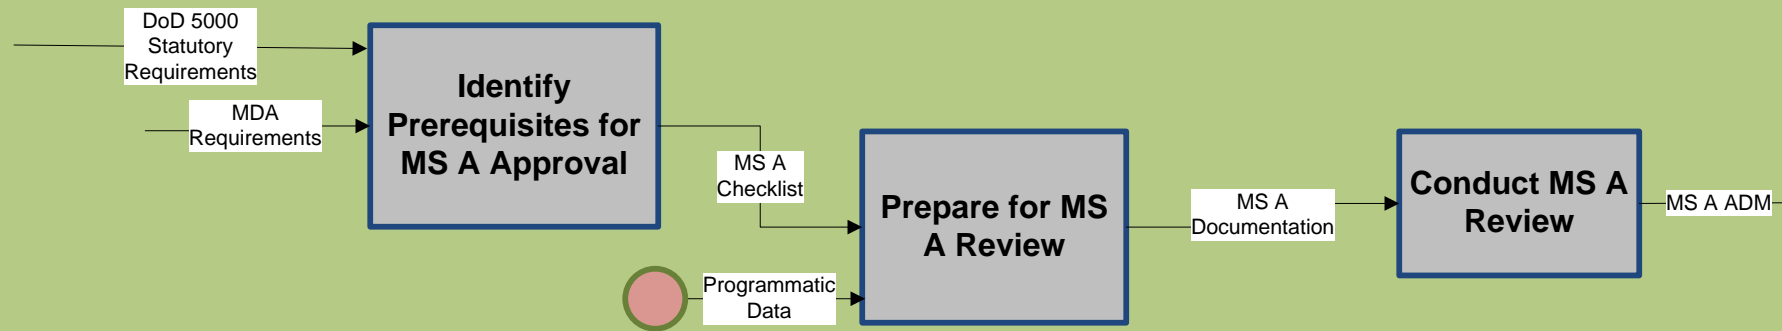 DoD 5000
Statutory
Requirements
MDA
Requirements
Identify
Prerequisites for
MS A Approval
MS A
Checklist
Programmatic
Data
Prepare for MS
A Review
MS A
Documentation
Conduct MS A
Review
MS A ADM